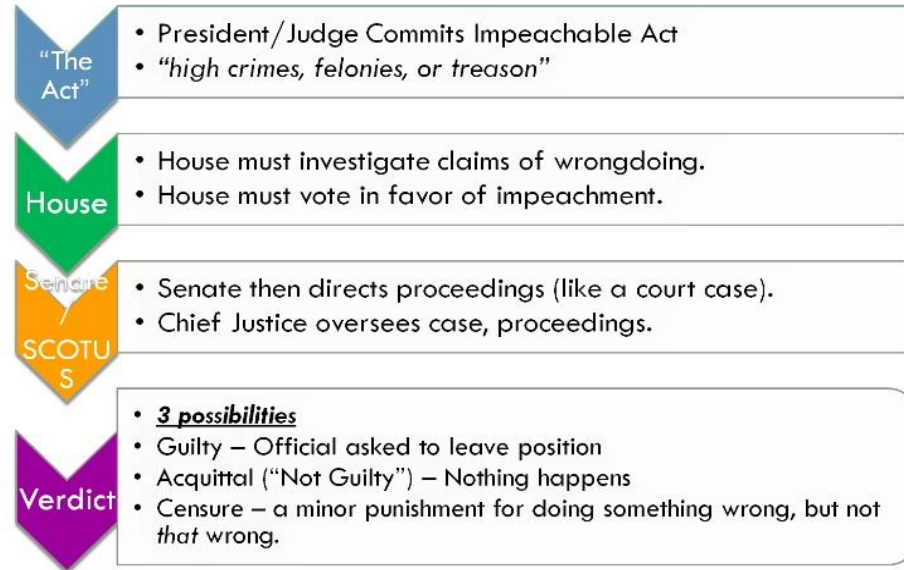 “The
Act”
• President/Judge Commits Impeachable Act
• “high crimes, felonies, or treason”
House
• House must investigate claims of wrongdoing.
• House must vote in favor of impeachment.
Senate
/
SCOTU
S
• Senate then directs proceedings (like a court case).
• Chief Justice oversees case, proceedings.
Verdict
• 3 possibilities
• Guilty – Official asked to leave position
• Acquittal (“Not Guilty”) – Nothing happens
• Censure – a minor punishment for doing something wrong, but not
that wrong.